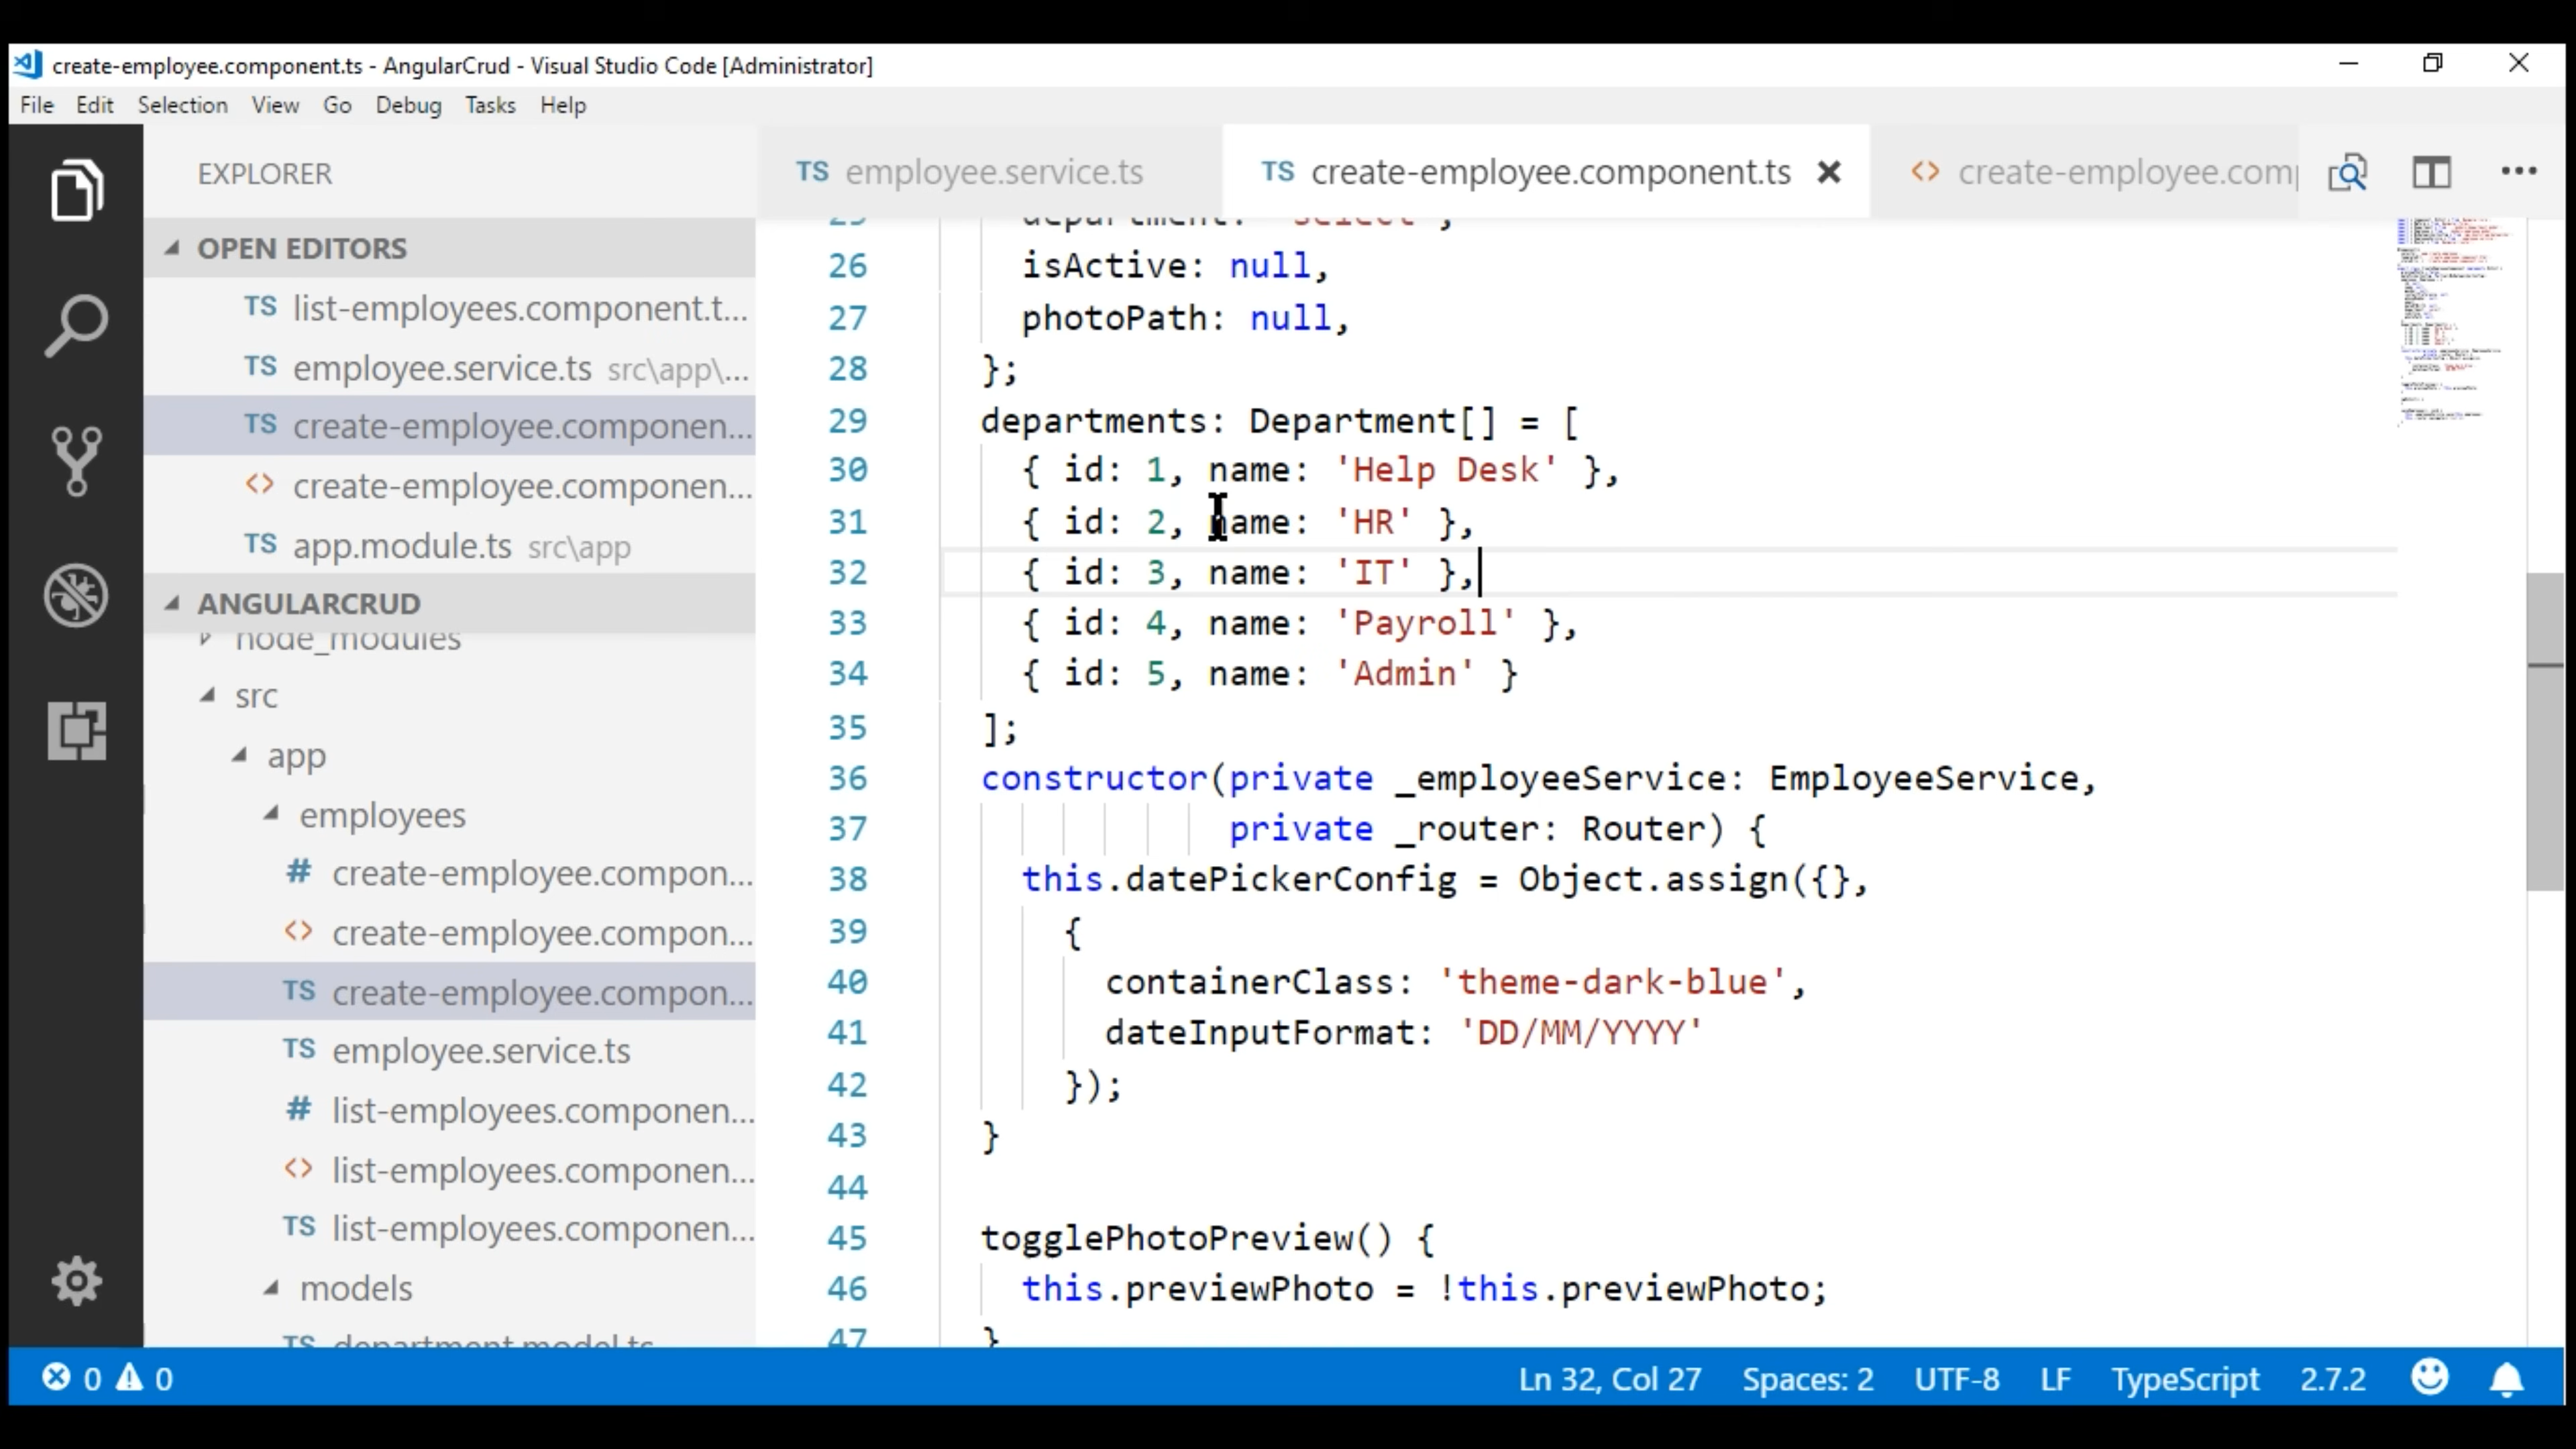 create-employee.component.ts - AngularCrud - Visual Studio Code [Administrator]
File Edit Selection View Go Debug Tasks Help
EXPLORER
OPEN EDITORS
TS list-employees.component.t...
TS employee.service.ts src\app\...
TS create-employee.componen...
<> create-employee.componen...
TS app.module.ts src\app
ANGULARCRUD
node_modules
src
app
employees
# create-employee.compon...
<> create-employee.compon...
TS create-employee.compon...
TS employee.service.ts
# list-employees.componen...
<> list-employees.componen...
TS list-employees.componen...
models
TS department.model.ts
TS employee.service.ts
TS create-employee.component.ts
<> create-employee.comp
25 department: 'select',
26 isActive: null,
27 photoPath: null,
28 };
29 departments: Department[] = [
30 { id: 1, name: 'Help Desk' },
31 { id: 2, name: 'HR' },
32 { id: 3, name: 'IT' },
33 { id: 4, name: 'Payroll' },
34 { id: 5, name: 'Admin' }
35 ];
36 constructor(private _employeeService: EmployeeService,
37 private _router: Router) {
38 this.datePickerConfig = Object.assign({},
39 {
40 containerClass: 'theme-dark-blue',
41 dateInputFormat: 'DD/MM/YYYY'
42 });
43 }
44
45 togglePhotoPreview() {
46 this.previewPhoto = !this.previewPhoto;
47 }
0 0
Ln 32, Col 27 Spaces: 2 UTF-8 LF TypeScript 2.7.2